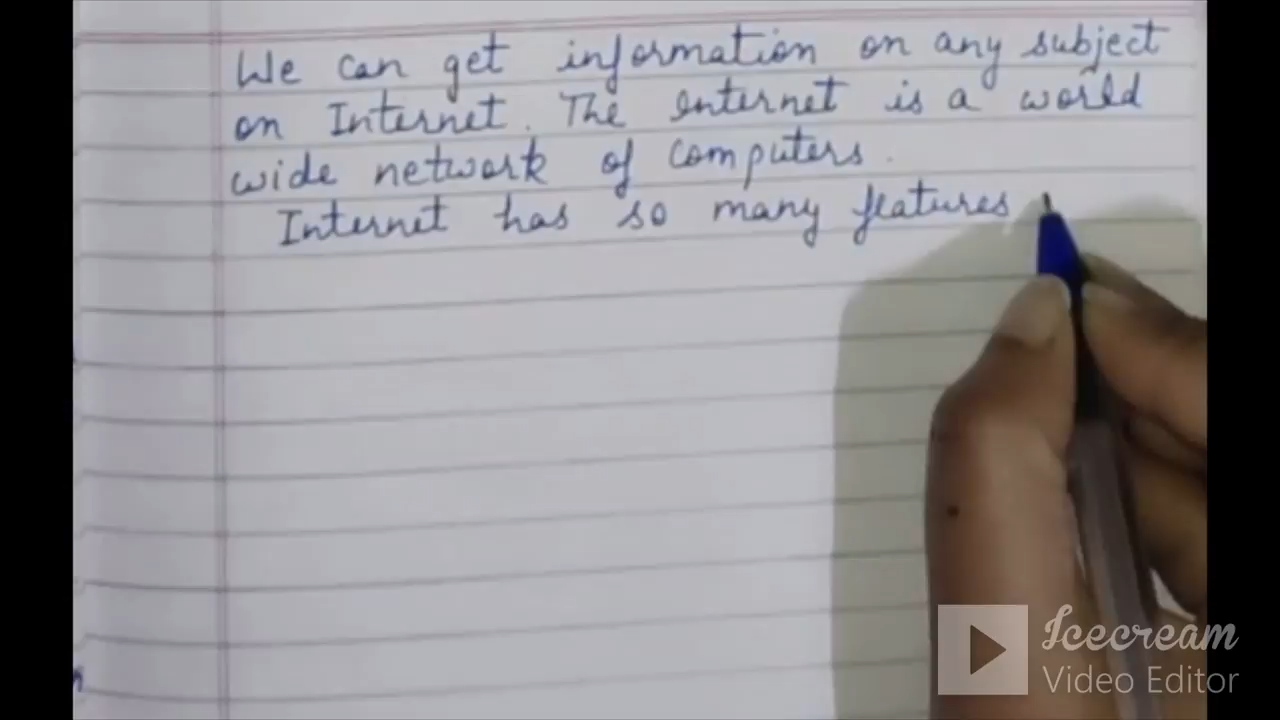 We can get information on any subject
on Internet. The Internet is a world
wide network of computers.
Internet has so many features
Icecream
Video Editor